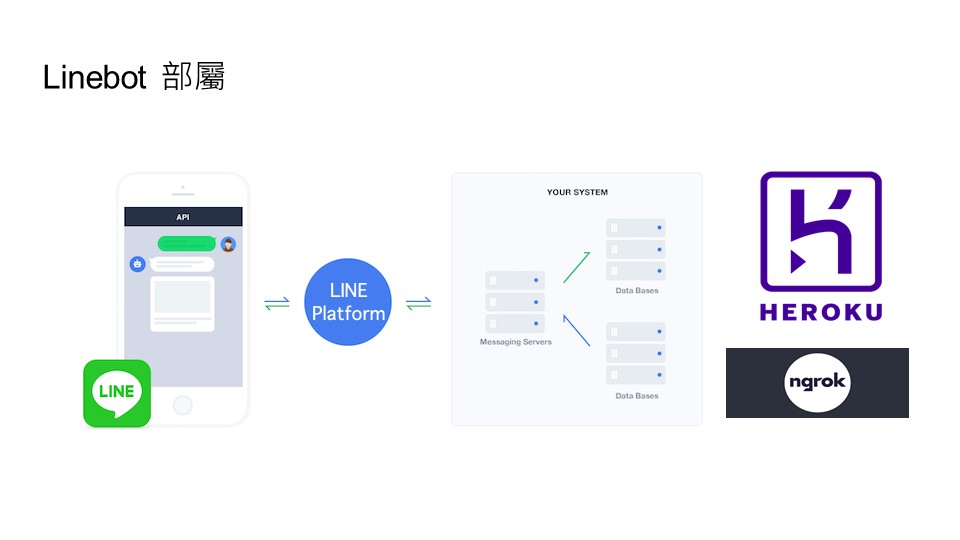 Linebot 部屬
API
LINE
LINE
Platform
YOUR SYSTEM
Messaging Servers
Data Bases
Data Bases
HEROKU
ngrok